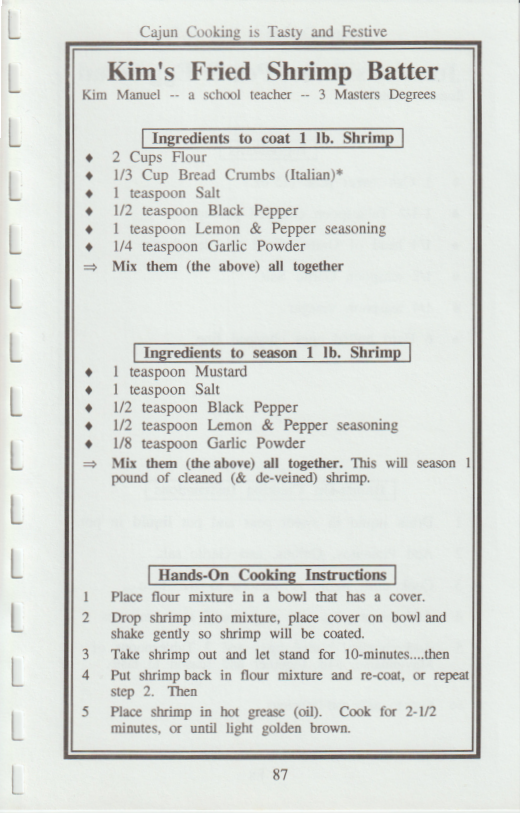 Cajun Cooking is Tasty and Festive
Kim's Fried Shrimp Batter
Kim Manuel -- a school teacher -- 3 Masters Degrees
Ingredients to coat 1 lb. Shrimp
♦ 2 Cups Flour
♦ 1/3 Cup Bread Crumbs (Italian)*
♦ 1 teaspoon Salt
♦ 1/2 teaspoon Black Pepper
♦ 1 teaspoon Lemon & Pepper seasoning
♦ 1/4 teaspoon Garlic Powder
⇒ Mix them (the above) all together
Ingredients to season 1 lb. Shrimp
♦ 1 teaspoon Mustard
♦ 1 teaspoon Salt
♦ 1/2 teaspoon Black Pepper
♦ 1/2 teaspoon Lemon & Pepper seasoning
♦ 1/8 teaspoon Garlic Powder
⇒ Mix them (the above) all together. This will season 1
pound of cleaned (& de-veined) shrimp.
Hands-On Cooking Instructions
1 Place flour mixture in a bowl that has a cover.
2 Drop shrimp into mixture, place cover on bowl and
shake gently so shrimp will be coated.
3 Take shrimp out and let stand for 10-minutes....then
4 Put shrimp back in flour mixture and re-coat, or repeat
step 2. Then
5 Place shrimp in hot grease (oil). Cook for 2-1/2
minutes, or until light golden brown.
87